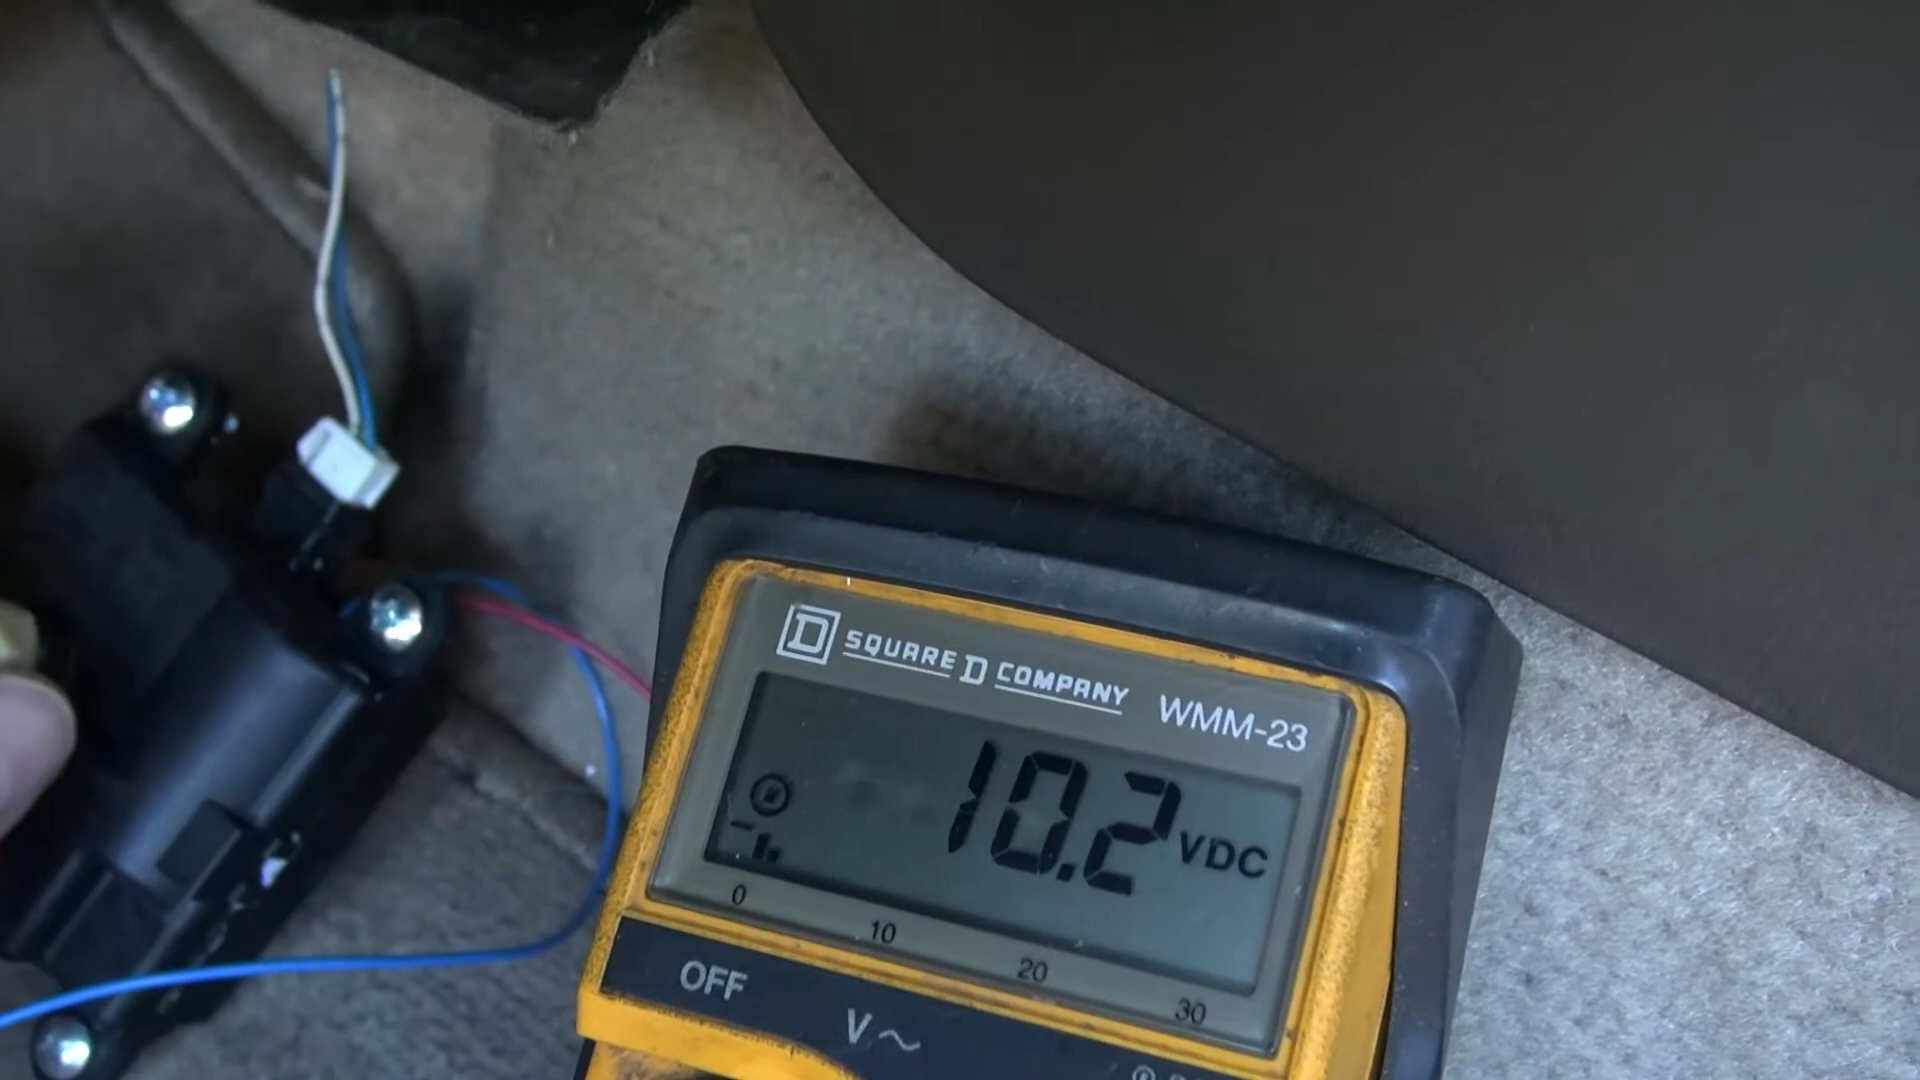 SQUARE D COMPANY WMM-23
10.2 VDC
0 10 20 30
OFF
V~